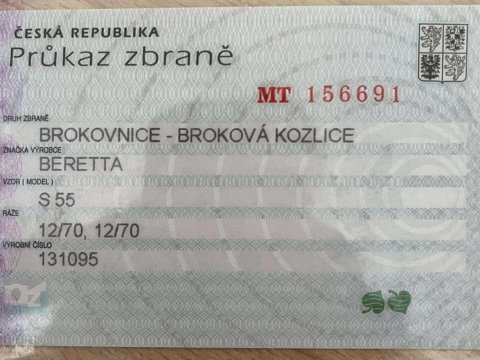 ČESKÁ REPUBLIKA
Průkaz zbraně
MT 156691
DRUH ZBRANĚ
BROKOVNICE - BROKOVÁ KOZLICE
ZNAČKA VÝROBCE
BERETTA
VZOR ( MODEL )
S 55
RÁŽE
12/70, 12/70
VÝROBNÍ ČÍSLO
131095